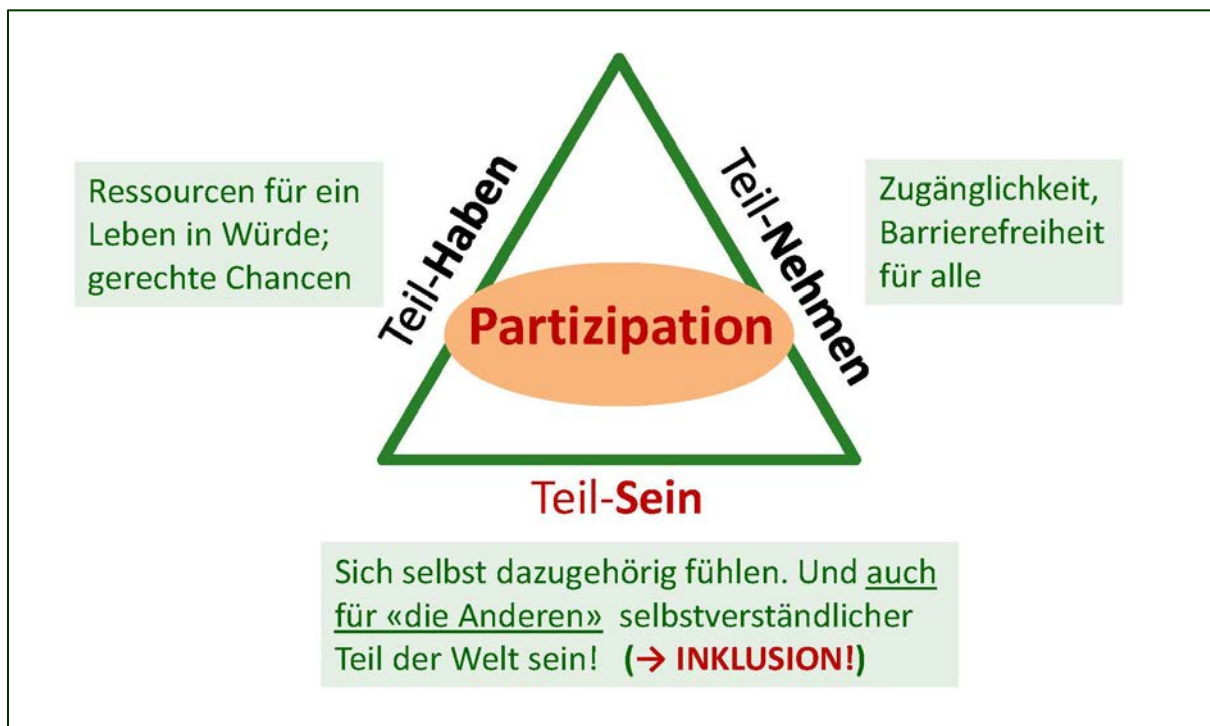 Teil-Haben
Teil-Nehmen
Ressourcen für ein
Leben in Würde;
gerechte Chancen
Zugänglichkeit,
Barrierefreiheit
für alle
Partizipation
Teil-Sein
Sich selbst dazugehörig fühlen. Und auch
für «die Anderen» selbstverständlicher
Teil der Welt sein! (→ INKLUSION!)